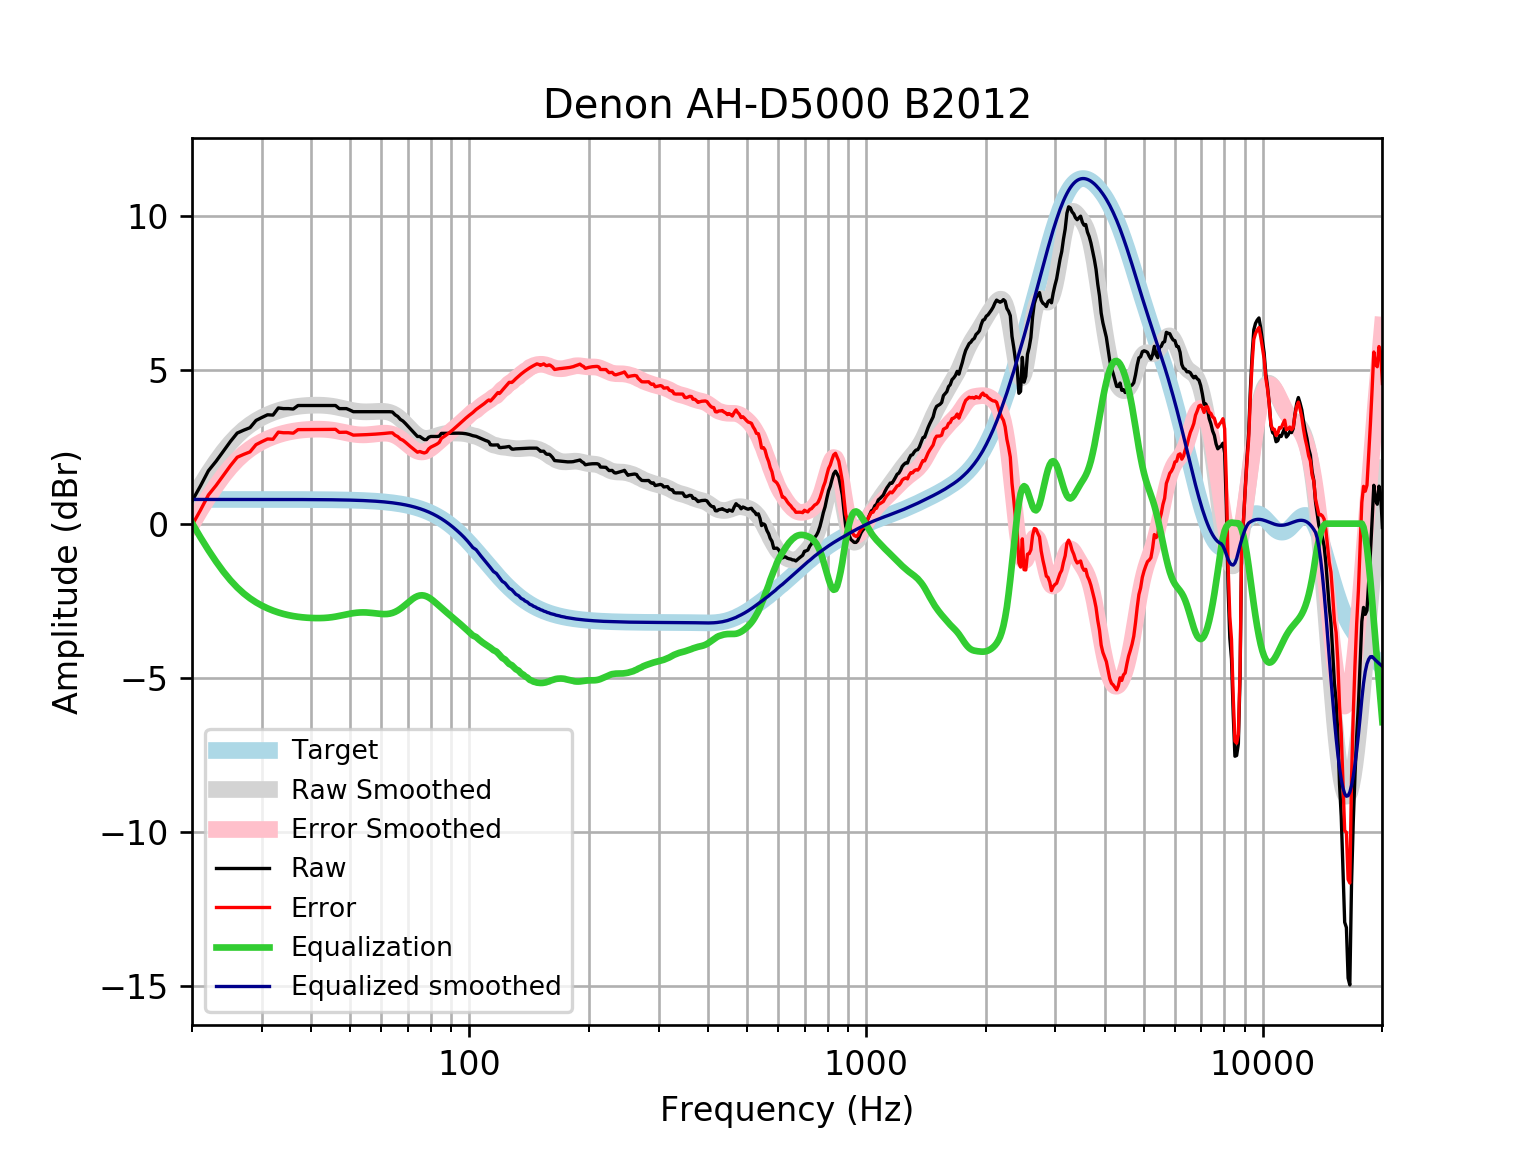 Denon AH-D5000 B2012
Amplitude (dBr)
10
5
0
−5
−10
−15
Target
Raw Smoothed
Error Smoothed
Raw
Error
Equalization
Equalized smoothed
100 1000 10000
Frequency (Hz)